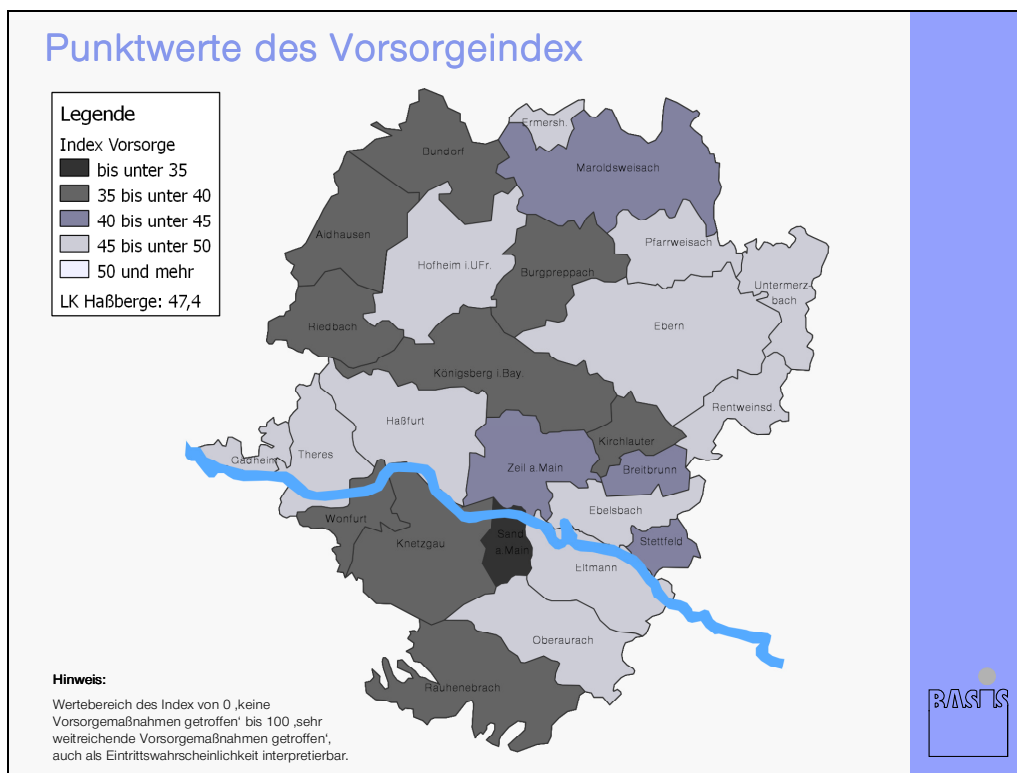 Punktwerte des Vorsorgeindex
Legende
Index Vorsorge
bis unter 35
35 bis unter 40
40 bis unter 45
45 bis unter 50
50 und mehr
LK Haßberge: 47,4
Ermersh.
Bundorf
Maroldsweisach
Aidhausen
Pfarrweisach
Hofheim i.UFr.
Burgpreppach
Untermerz-
bach
Riedbach
Ebern
Königsberg i.Bay.
Rentweinsd.
Haßfurt
Kirchlauter
Gädheim
Theres
Zeil a.Main
Breitbrunn
Ebelsbach
Wonfurt
Knetzgau
Sand
a.Main
Stettfeld
Eltmann
Oberaurach
Rauhenebrach
Hinweis:
Wertebereich des Index von 0 ‚keine
Vorsorgemaßnahmen getroffen‘ bis 100 ‚sehr
weitreichende Vorsorgemaßnahmen getroffen‘,
auch als Eintrittswahrscheinlichkeit interpretierbar.
BASIS